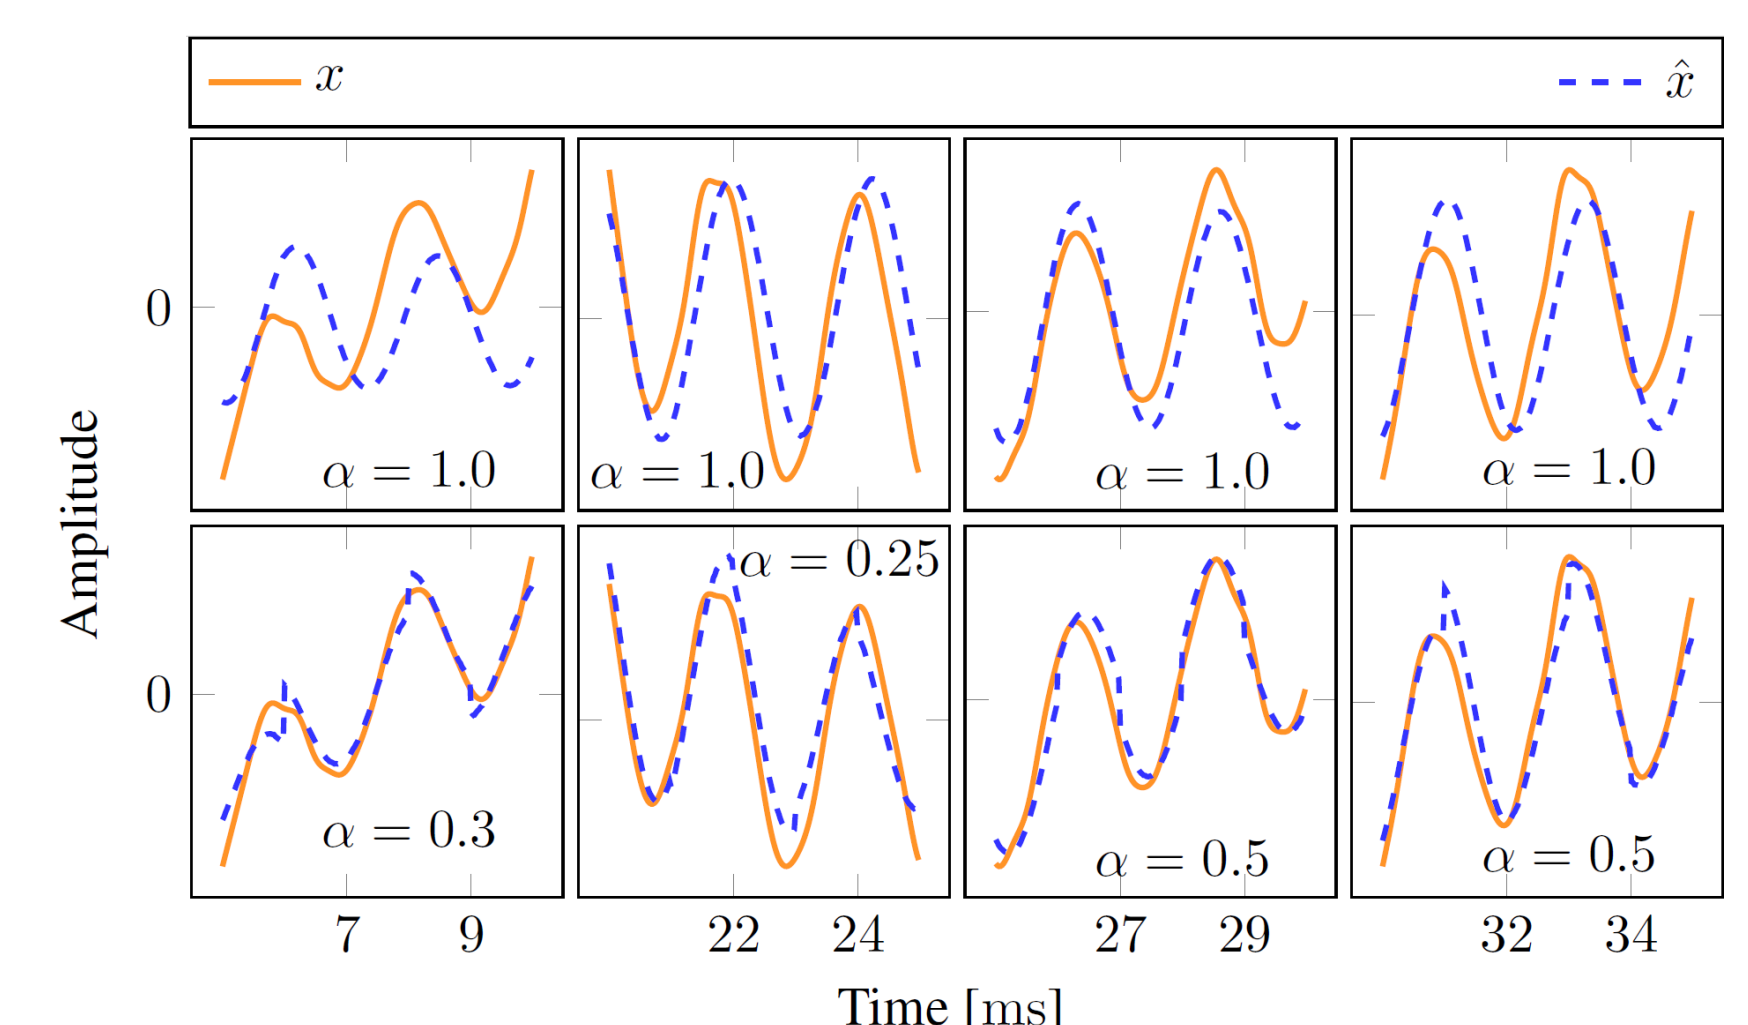 x x̂
Amplitude
0
α = 1.0 α = 1.0 α = 1.0 α = 1.0
α = 0.25
0
α = 0.3 α = 0.5 α = 0.5
7 9 22 24 27 29 32 34
Time [ms]